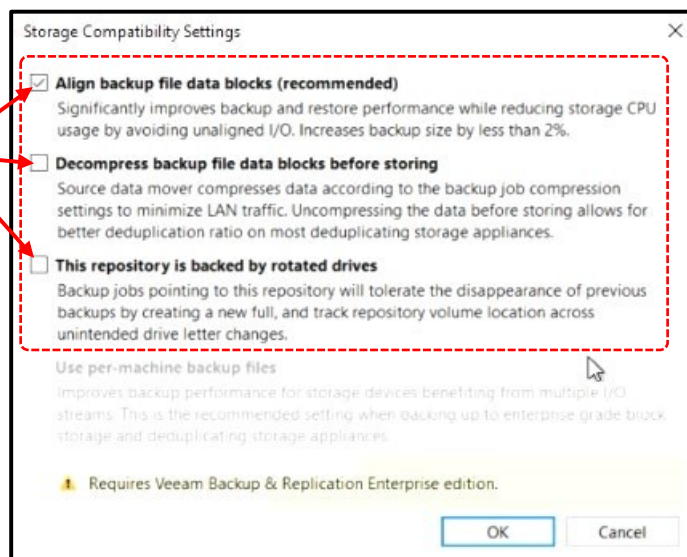 Storage Compatibility Settings
Align backup file data blocks (recommended)
Significantly improves backup and restore performance while reducing storage CPU
usage by avoiding unaligned I/O. Increases backup size by less than 2%.
Decompress backup file data blocks before storing
Source data mover compresses data according to the backup job compression
settings to minimize LAN traffic. Uncompressing the data before storing allows for
better deduplication ratio on most deduplicating storage appliances.
This repository is backed by rotated drives
Backup jobs pointing to this repository will tolerate the disappearance of previous
backups by creating a new full, and track repository volume location across
unintended drive letter changes.
Use per-machine backup files
Improves backup performance for storage devices benefiting from multiple I/O
streams. This is the recommended setting when backing up to enterprise grade block
storage and deduplicating storage appliances.
Requires Veeam Backup & Replication Enterprise edition.
OK
Cancel